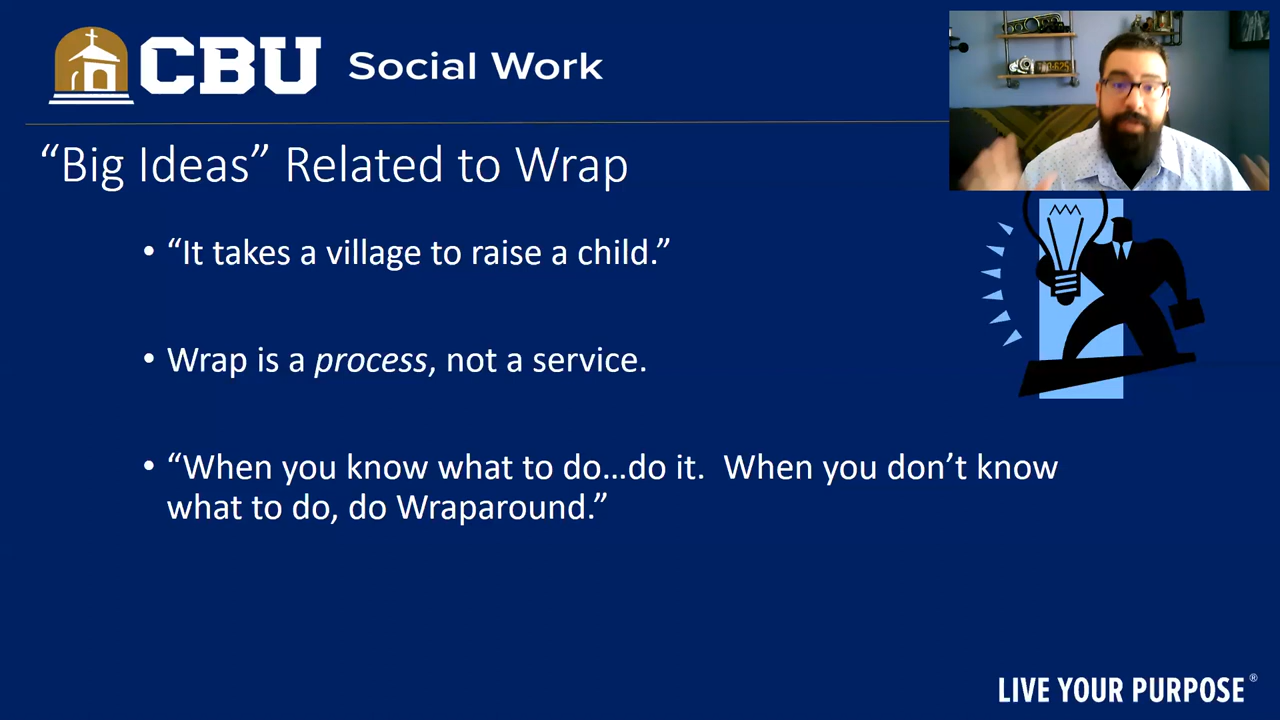 CBU Social Work
“Big Ideas” Related to Wrap
• “It takes a village to raise a child.”
• Wrap is a process, not a service.
• “When you know what to do…do it.  When you don’t know
what to do, do Wraparound.”
LIVE YOUR PURPOSE®